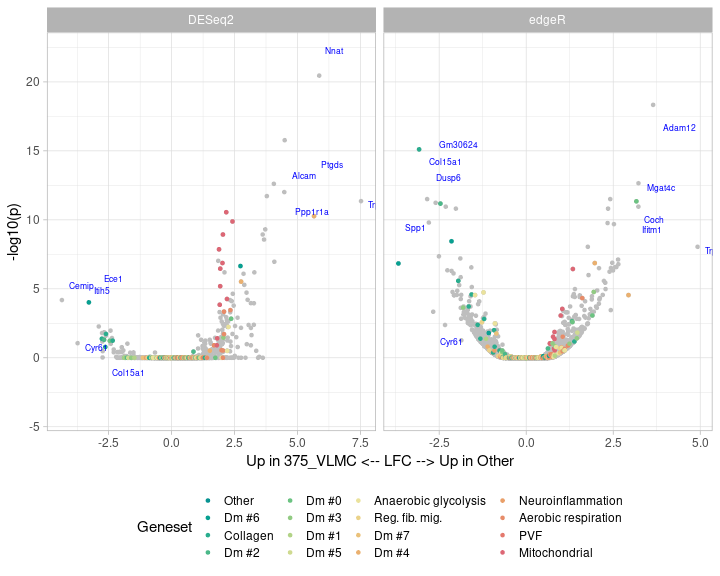 DESeq2 edgeR
Nnat
20
Adam12
15
Gm30624
Col15a1
Ptgds
Alcam
Dusp6
Mgat4c
Ppp1r1a
10
Spp1
Coch
Ifitm1
Ece1
Cemip
Itih5
5
Cyr61
Cyr61
0
Col15a1
-5
-log10(p)
-2.5 0.0 2.5 5.0 7.5 -2.5 0.0 2.5 5.0
Up in 375_VLMC <-- LFC --> Up in Other
Geneset
Other Dm #0 Anaerobic glycolysis Neuroinflammation
Dm #6 Dm #3 Reg. fib. mig. Aerobic respiration
Collagen Dm #1 Dm #7 PVF
Dm #2 Dm #5 Dm #4 Mitochondrial